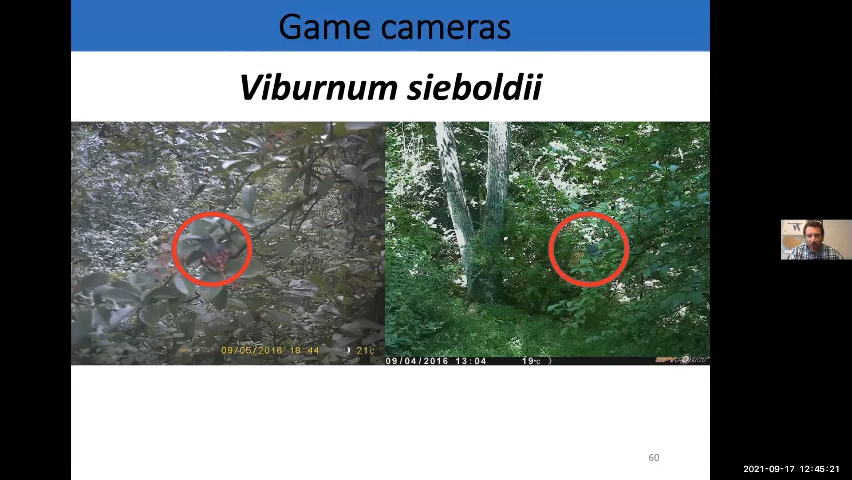 Game cameras
Viburnum sieboldii
09/05/2016 18:44 21c
09/04/2016 13:04 19°c
60
2021-09-17 12:45:21